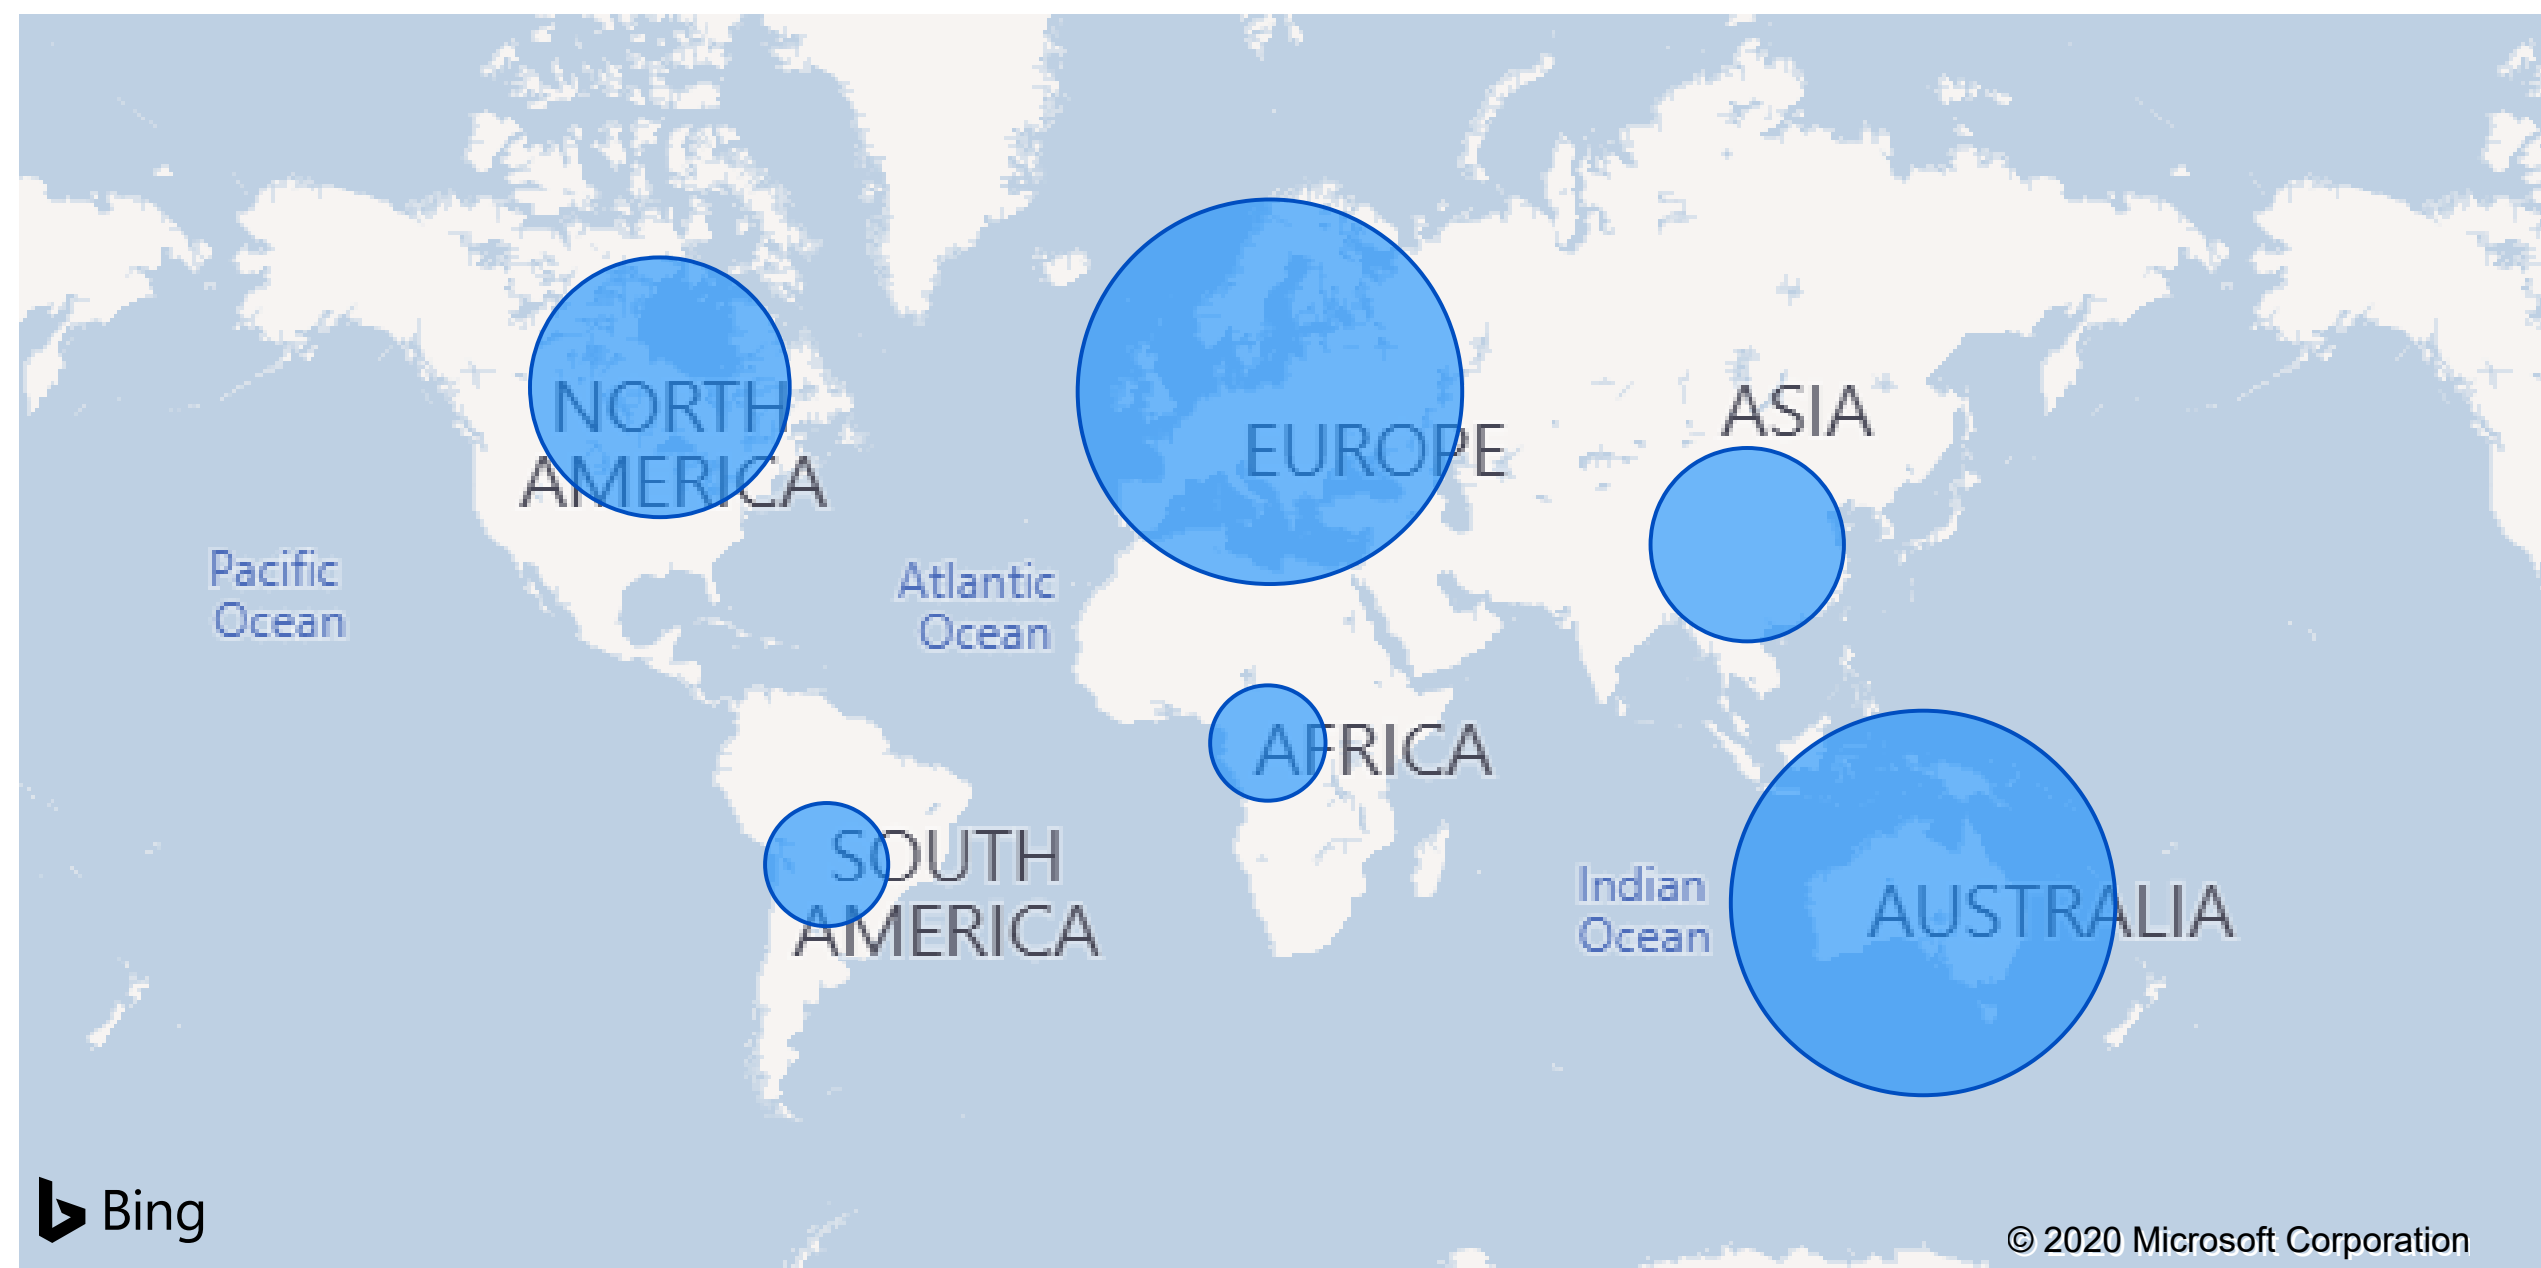 NORTH
AMERICA
EUROPE
ASIA
Pacific
Ocean
Atlantic
Ocean
AFRICA
SOUTH
AMERICA
Indian
Ocean
AUSTRALIA
Bing
© 2020 Microsoft Corporation